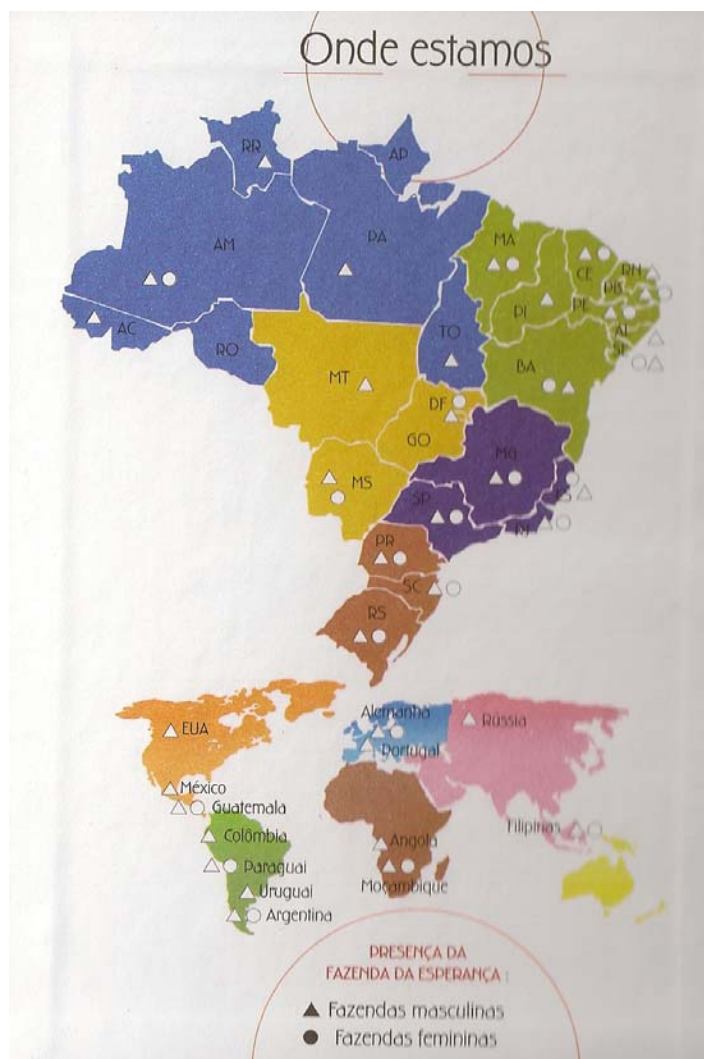 Onde estamos
RR
AP
AM
PA
MA
CE
RN
PB
PI
PE
AL
SE
AC
RO
TO
BA
MT
DF
GO
MG
MS
ES
SP
RJ
PR
SC
RS
EUA
Alemanha
Rússia
Portugal
México
Guatemala
Filipinas
Colômbia
Angola
Paraguai
Moçambique
Uruguai
Argentina
PRESENÇA DA
FAZENDA DA ESPERANÇA :
Fazendas masculinas
Fazendas femininas